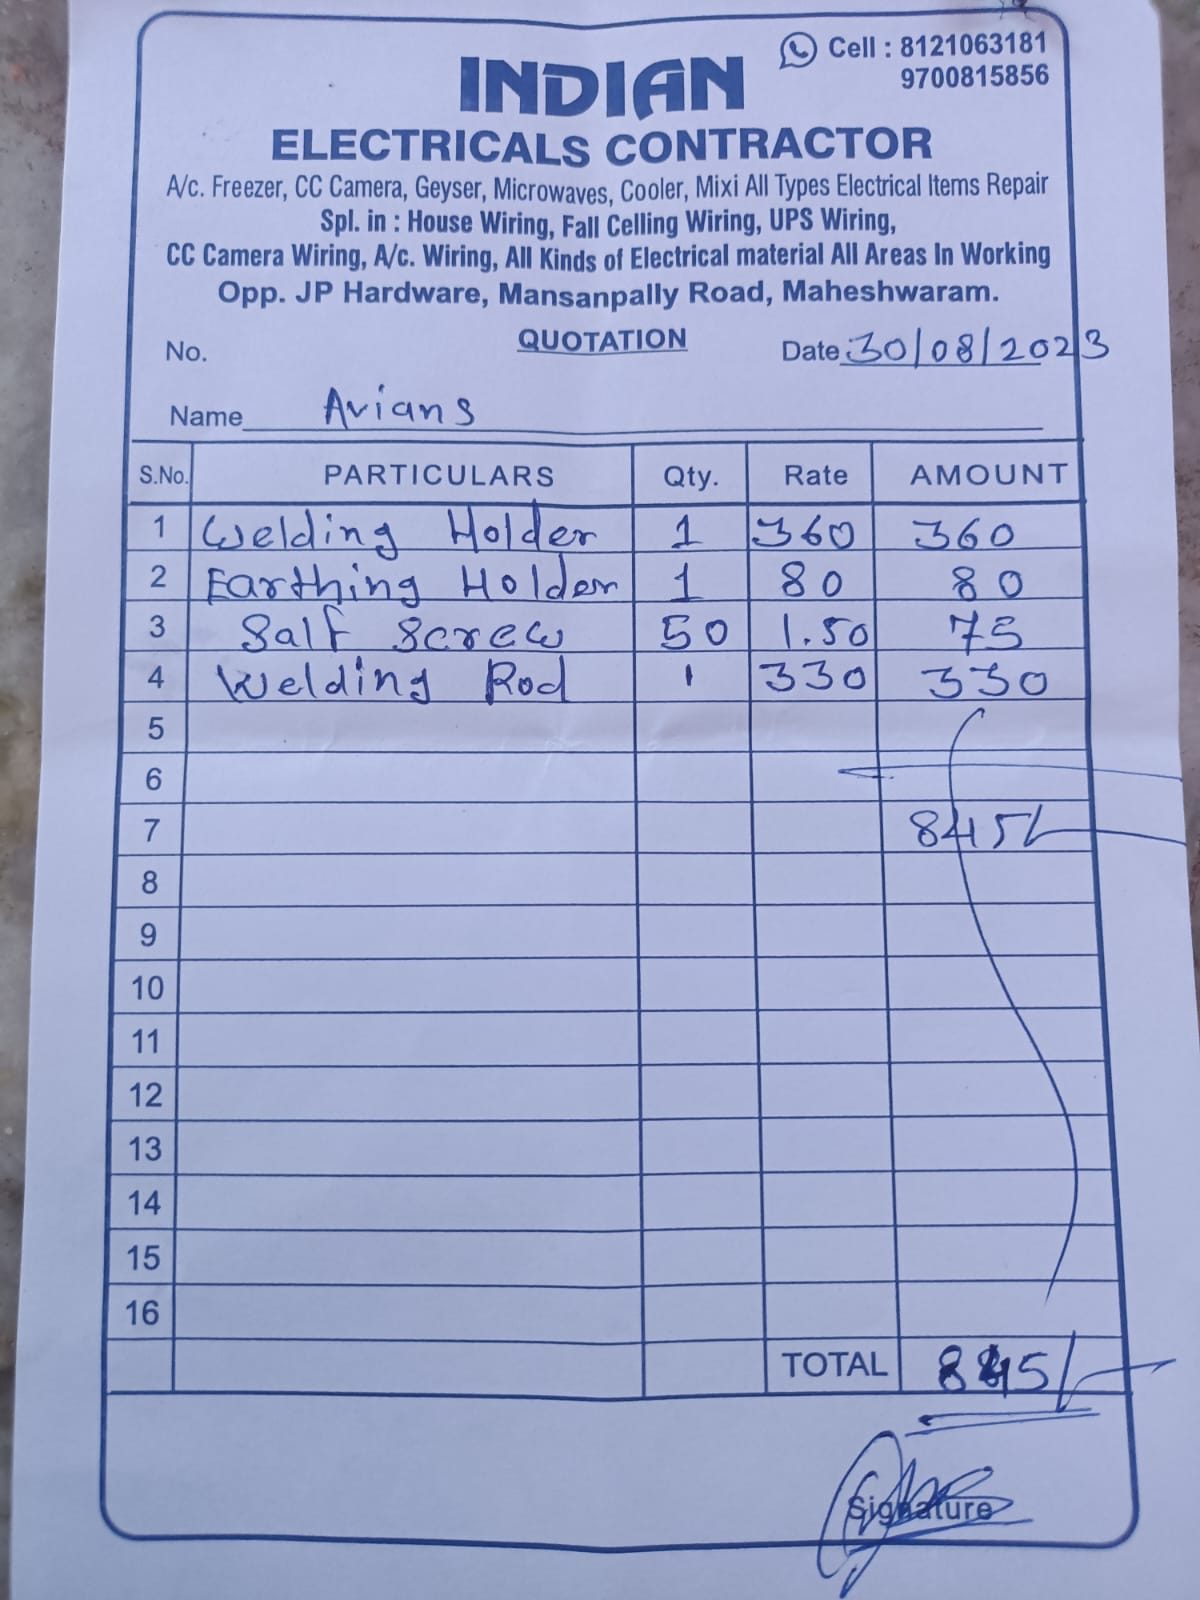 Cell : 8121063181
9700815856
INDIAN
ELECTRICALS CONTRACTOR
A/c. Freezer, CC Camera, Geyser, Microwaves, Cooler, Mixi All Types Electrical Items Repair
Spl. in : House Wiring, Fall Celling Wiring, UPS Wiring,
CC Camera Wiring, A/c. Wiring, All Kinds of Electrical material All Areas In Working
Opp. JP Hardware, Mansanpally Road, Maheshwaram.
QUOTATION
No. Date 30/08/2023
Name Avians
S.No. PARTICULARS Qty. Rate AMOUNT
1 Welding Holder 1 360 360
2 Earthing Holder 1 80 80
3 Salf Screw 50 1.50 75
4 Welding Rod 1 330 330
5
6
7 845/-
8
9
10
11
12
13
14
15
16
TOTAL 845/-
Signature